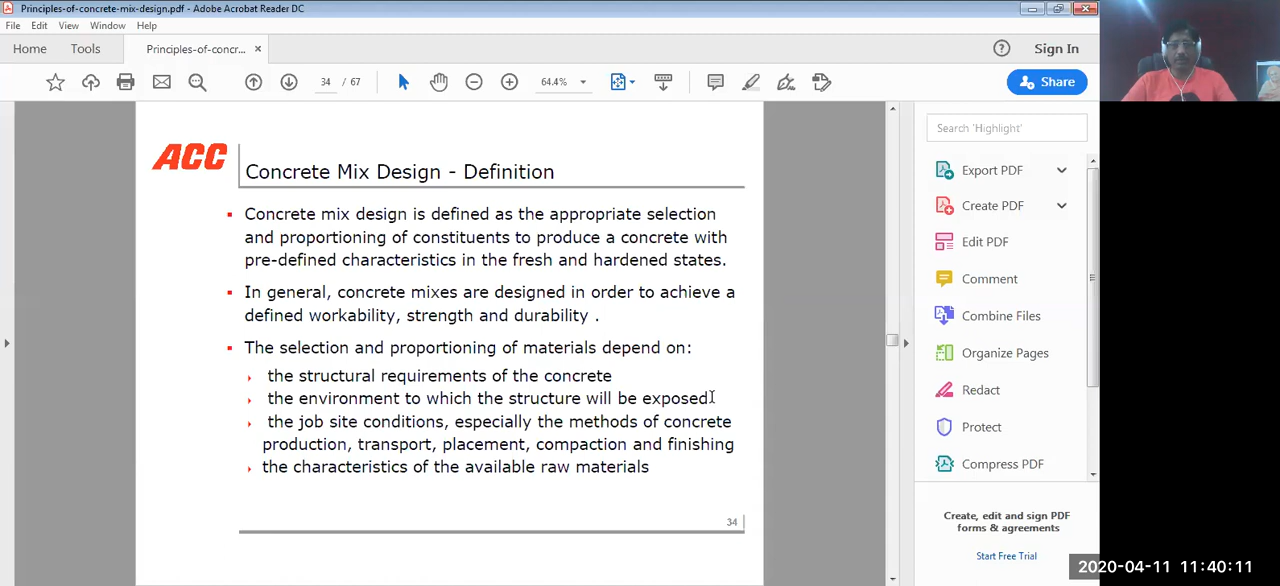 Principles-of-concrete-mix-design.pdf - Adobe Acrobat Reader DC
File Edit View Window Help
Home Tools Principles-of-concr... × Sign In
34 / 67 64.4% Share
ACC
Concrete Mix Design - Definition
Concrete mix design is defined as the appropriate selection
and proportioning of constituents to produce a concrete with
pre-defined characteristics in the fresh and hardened states.
In general, concrete mixes are designed in order to achieve a
defined workability, strength and durability .
The selection and proportioning of materials depend on:
the structural requirements of the concrete
the environment to which the structure will be exposed
the job site conditions, especially the methods of concrete
production, transport, placement, compaction and finishing
the characteristics of the available raw materials
34
Search 'Highlight'
Export PDF
Create PDF
Edit PDF
Comment
Combine Files
Organize Pages
Redact
Protect
Compress PDF
Create, edit and sign PDF
forms & agreements
Start Free Trial
2020-04-11 11:40:11